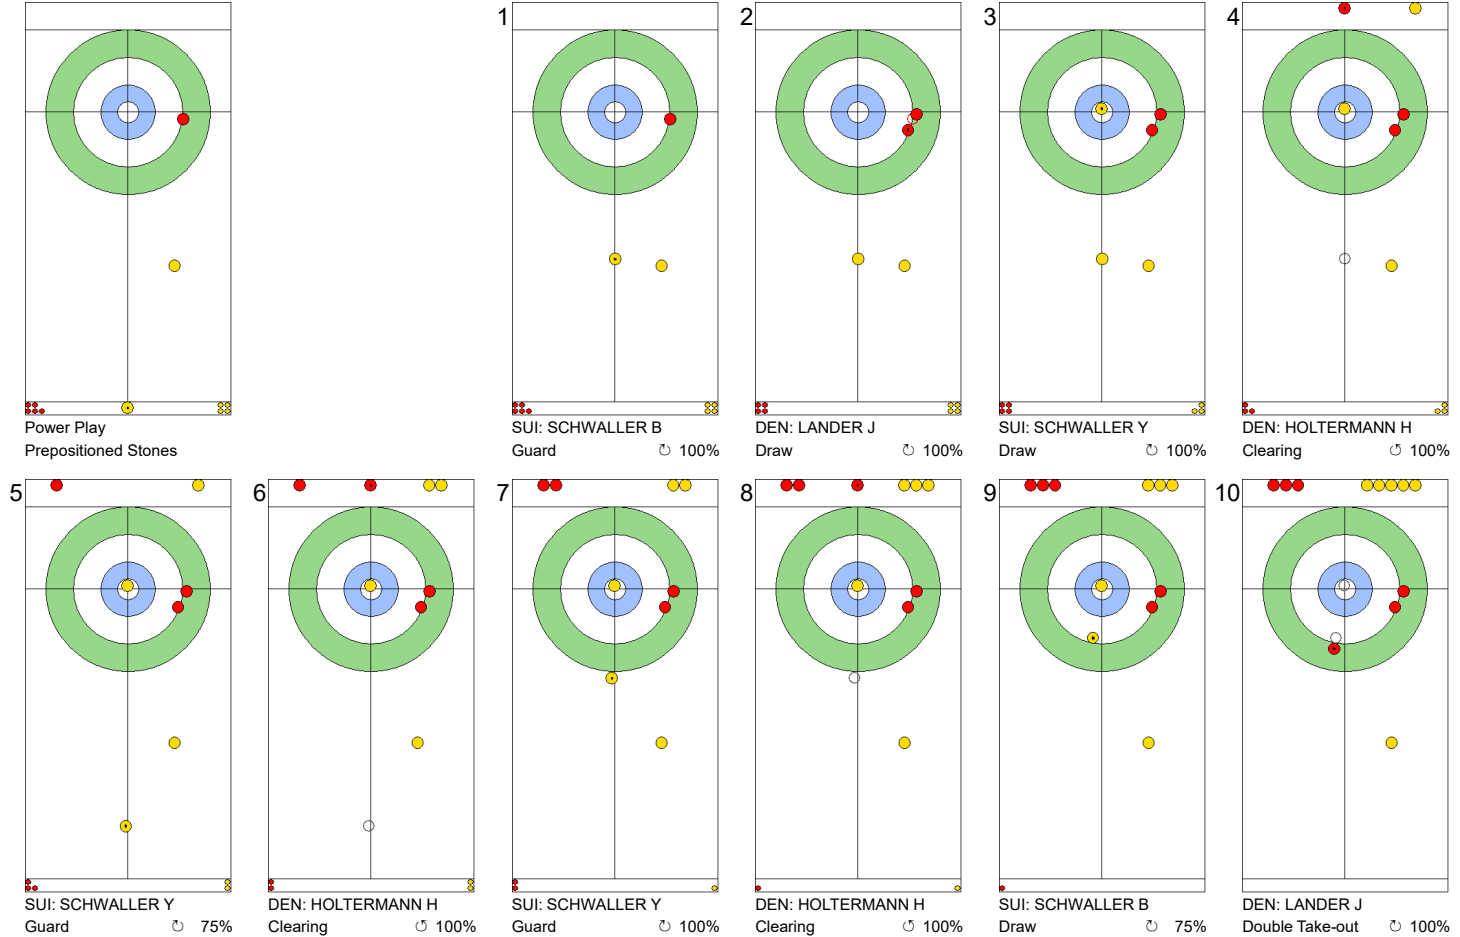 Power Play
Prepositioned Stones
1
SUI: SCHWALLER B
Guard ↻ 100%
2
DEN: LANDER J
Draw ↻ 100%
3
SUI: SCHWALLER Y
Draw ↻ 100%
4
DEN: HOLTERMANN H
Clearing ↺ 100%
5
SUI: SCHWALLER Y
Guard ↻ 75%
6
DEN: HOLTERMANN H
Clearing ↺ 100%
7
SUI: SCHWALLER Y
Guard ↻ 100%
8
DEN: HOLTERMANN H
Clearing ↺ 100%
9
SUI: SCHWALLER B
Draw ↻ 75%
10
DEN: LANDER J
Double Take-out ↺ 100%